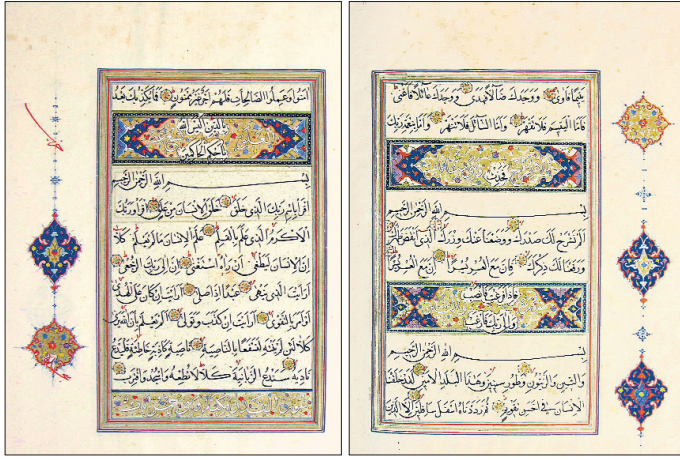 يتيما فاوى ووجدك ضالا فهدى ووجدك عائلا فاغنى
فاما اليتيم فلا تقهر واما السائل فلا تنهر واما بنعمة ربك
فحدث
بسم الله الرحمن الرحيم
الم نشرح لك صدرك ووضعنا عنك وزرك الذي انقض ظهرك
ورفعنا لك ذكرك فان مع العسر يسرا ان مع العسر يسرا
فاذا فرغت فانصب
والى ربك فارغب
بسم الله الرحمن الرحيم
والتين والزيتون وطور سينين وهذا البلد الامين لقد خلقنا
الانسان في احسن تقويم ثم رددناه اسفل سافلين الا الذين
امنوا وعملوا الصالحات فلهم اجر غير ممنون فما يكذبك بعد
بالدين اليس الله
باحكم الحاكمين
بسم الله الرحمن الرحيم
اقرأ باسم ربك الذي خلق خلق الانسان من علق اقرأ وربك
الاكرم الذي علم بالقلم علم الانسان ما لم يعلم كلا
ان الانسان ليطغى ان رآه استغنى ان الى ربك الرجعى
ارايت الذي ينهى عبدا اذا صلى ارايت ان كان على الهدى
او امر بالتقوى ارايت ان كذب وتولى الم يعلم بان الله يرى
كلا لئن لم ينته لنسفعا بالناصية ناصية كاذبة خاطئة فليدع
ناديه سندع الزبانية كلا لا تطعه واسجد واقترب